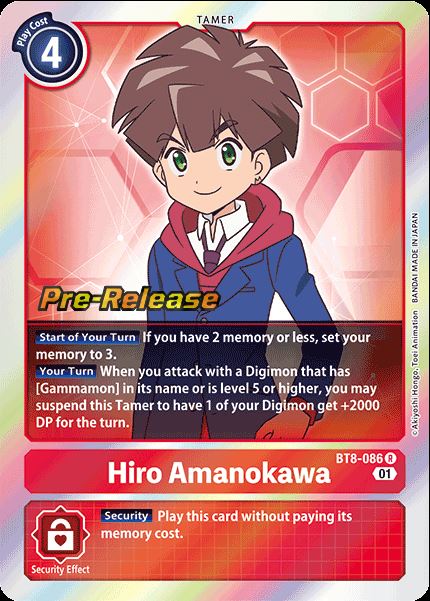 TAMER
Play Cost
4
Pre-Release
Start of Your Turn If you have 2 memory or less, set your
memory to 3.
Your Turn When you attack with a Digimon that has
[Gammamon] in its name or is level 5 or higher, you may
suspend this Tamer to have 1 of your Digimon get +2000
DP for the turn.
©Akiyoshi Hongo, Toei Animation BANDAI MADE IN JAPAN
Hiro Amanokawa
BT8-086 R
01
Security Play this card without paying its
memory cost.
Security Effect